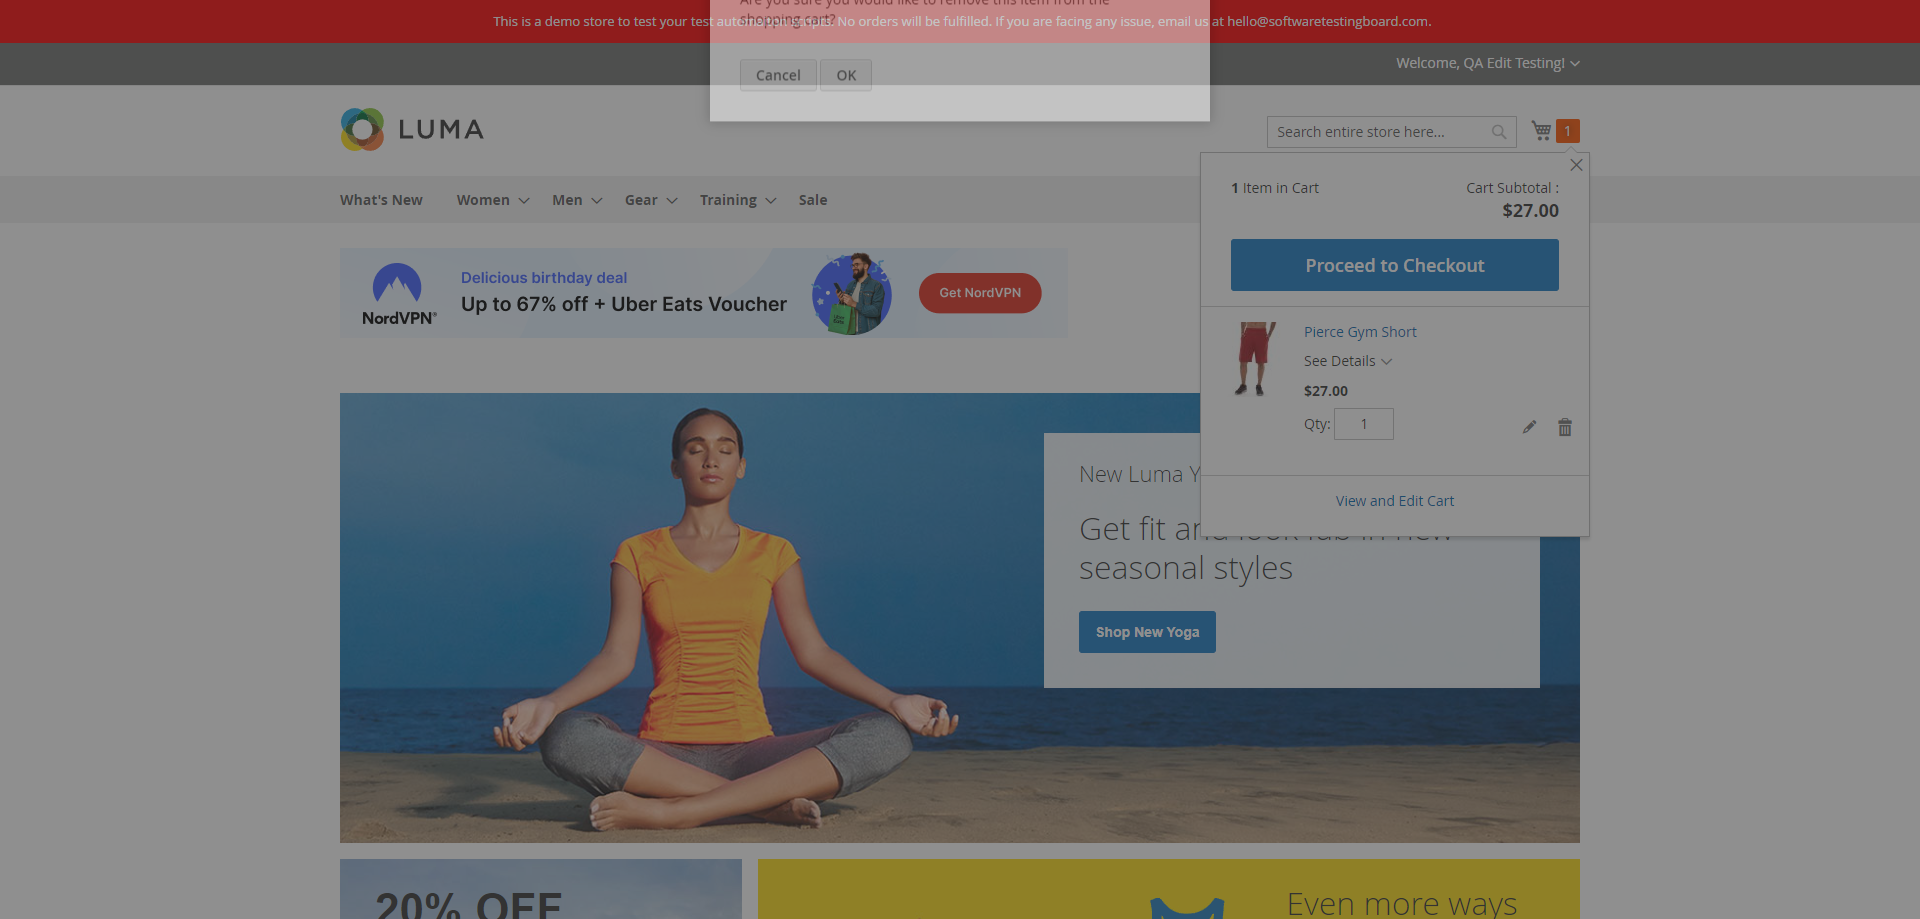 Are you sure you would like to remove this item from the
shopping cart?
This is a demo store to test your test automation scripts. No orders will be fulfilled. If you are facing any issue, email us at hello@softwaretestingboard.com.
Cancel OK
Welcome, QA Edit Testing!
LUMA
Search entire store here...
1
What's New Women Men Gear Training Sale
1 Item in Cart
Cart Subtotal :
$27.00
Proceed to Checkout
Pierce Gym Short
See Details
$27.00
Qty: 1
View and Edit Cart
NordVPN®
Delicious birthday deal
Up to 67% off + Uber Eats Voucher
Get NordVPN
New Luma Y
Get fit and look fab in new
seasonal styles
Shop New Yoga
20% OFF
Even more ways